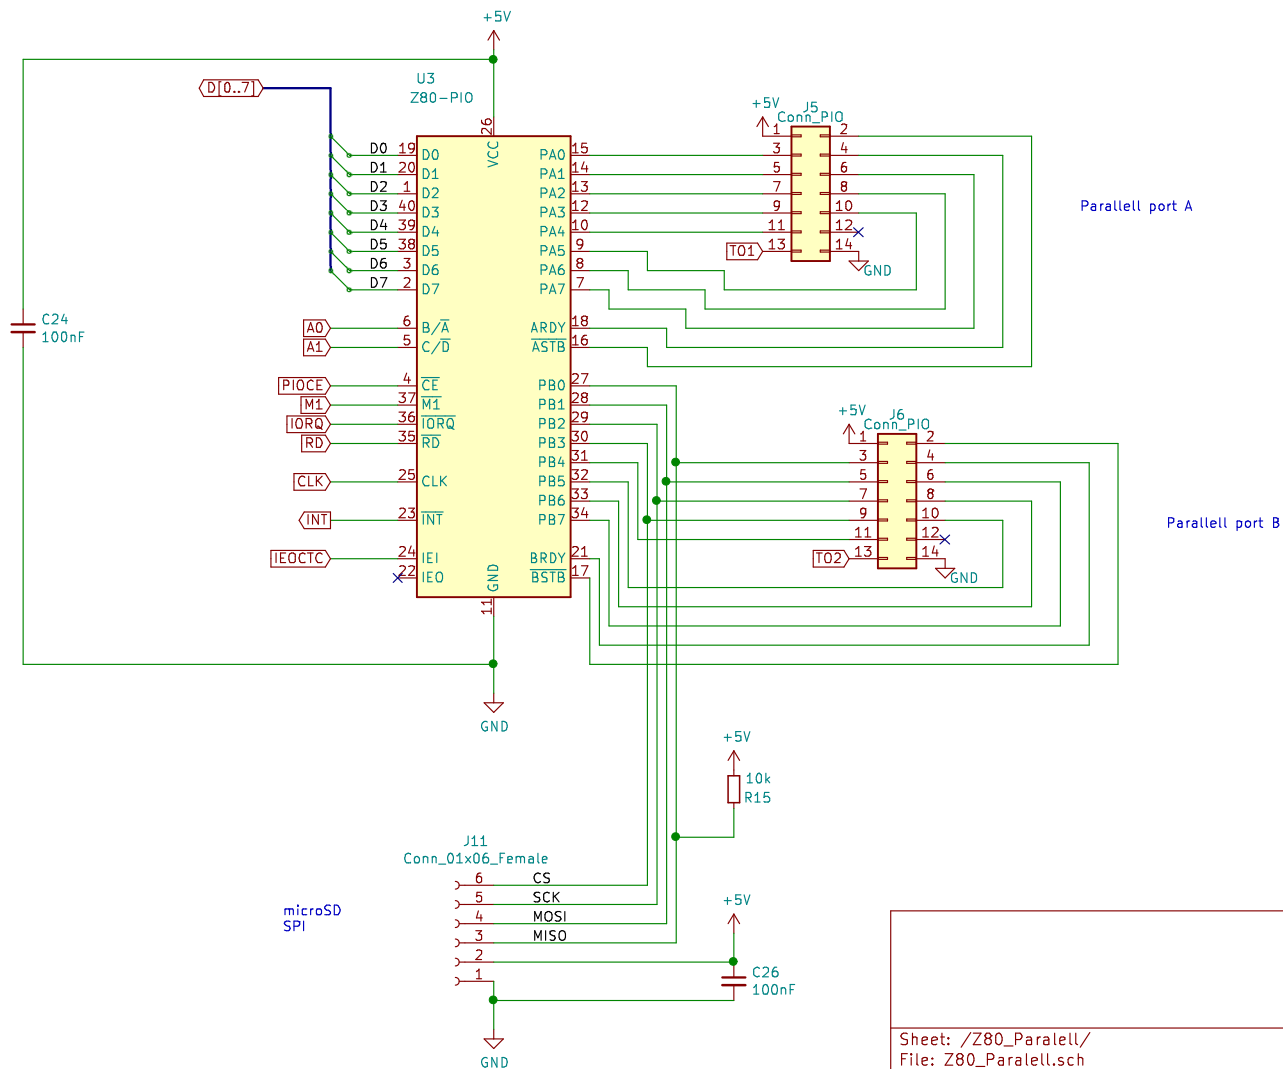 +5V
U3
Z80-PIO
D[0..7]
26
VCC
D0 19 D0
D1 20 D1
D2 1 D2
D3 40 D3
D4 39 D4
D5 38 D5
D6 3 D6
D7 2 D7
A0 6 B/A
A1 5 C/D
PIOCE 4 CE
M1 37 M1
IORQ 36 IORQ
RD 35 RD
CLK 25 CLK
INT 23 INT
IEOCTC 24 IEI
22 IEO
GND
11
GND
C24
100nF
PA0 15
PA1 14
PA2 13
PA3 12
PA4 10
PA5 9
PA6 8
PA7 7
ARDY 18
ASTB 16
PB0 27
PB1 28
PB2 29
PB3 30
PB4 31
PB5 32
PB6 33
PB7 34
BRDY 21
BSTB 17
+5V
J5
Conn_PIO
1 2
3 4
5 6
7 8
9 10
11 12
TO1 13 14
GND
Parallell port A
+5V
J6
Conn_PIO
1 2
3 4
5 6
7 8
9 10
11 12
TO2 13 14
GND
Parallell port B
+5V
10k
R15
J11
Conn_01x06_Female
6 CS
5 SCK
4 MOSI
3 MISO
2
1
microSD
SPI
+5V
C26
100nF
GND
Sheet: /Z80_Paralell/
File: Z80_Paralell.sch